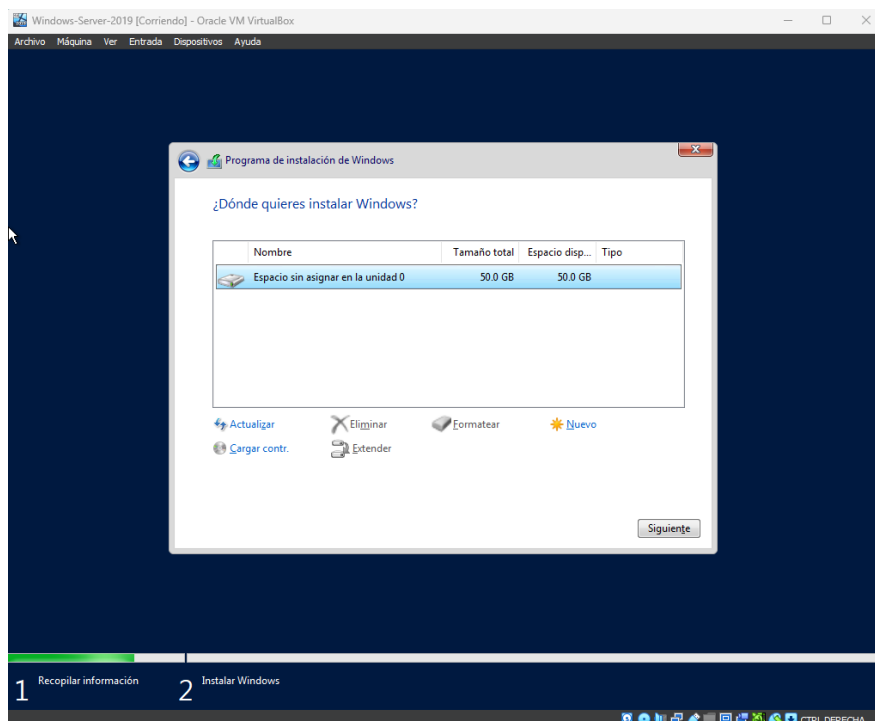 Windows-Server-2019 [Corriendo] - Oracle VM VirtualBox
Archivo Máquina Ver Entrada Dispositivos Ayuda
Programa de instalación de Windows
¿Dónde quieres instalar Windows?
Nombre Tamaño total Espacio disp... Tipo
Espacio sin asignar en la unidad 0 50.0 GB 50.0 GB
Actualizar Eliminar Formatear Nuevo
Cargar contr. Extender
Siguiente
1 Recopilar información 2 Instalar Windows
CTRL DERECHA